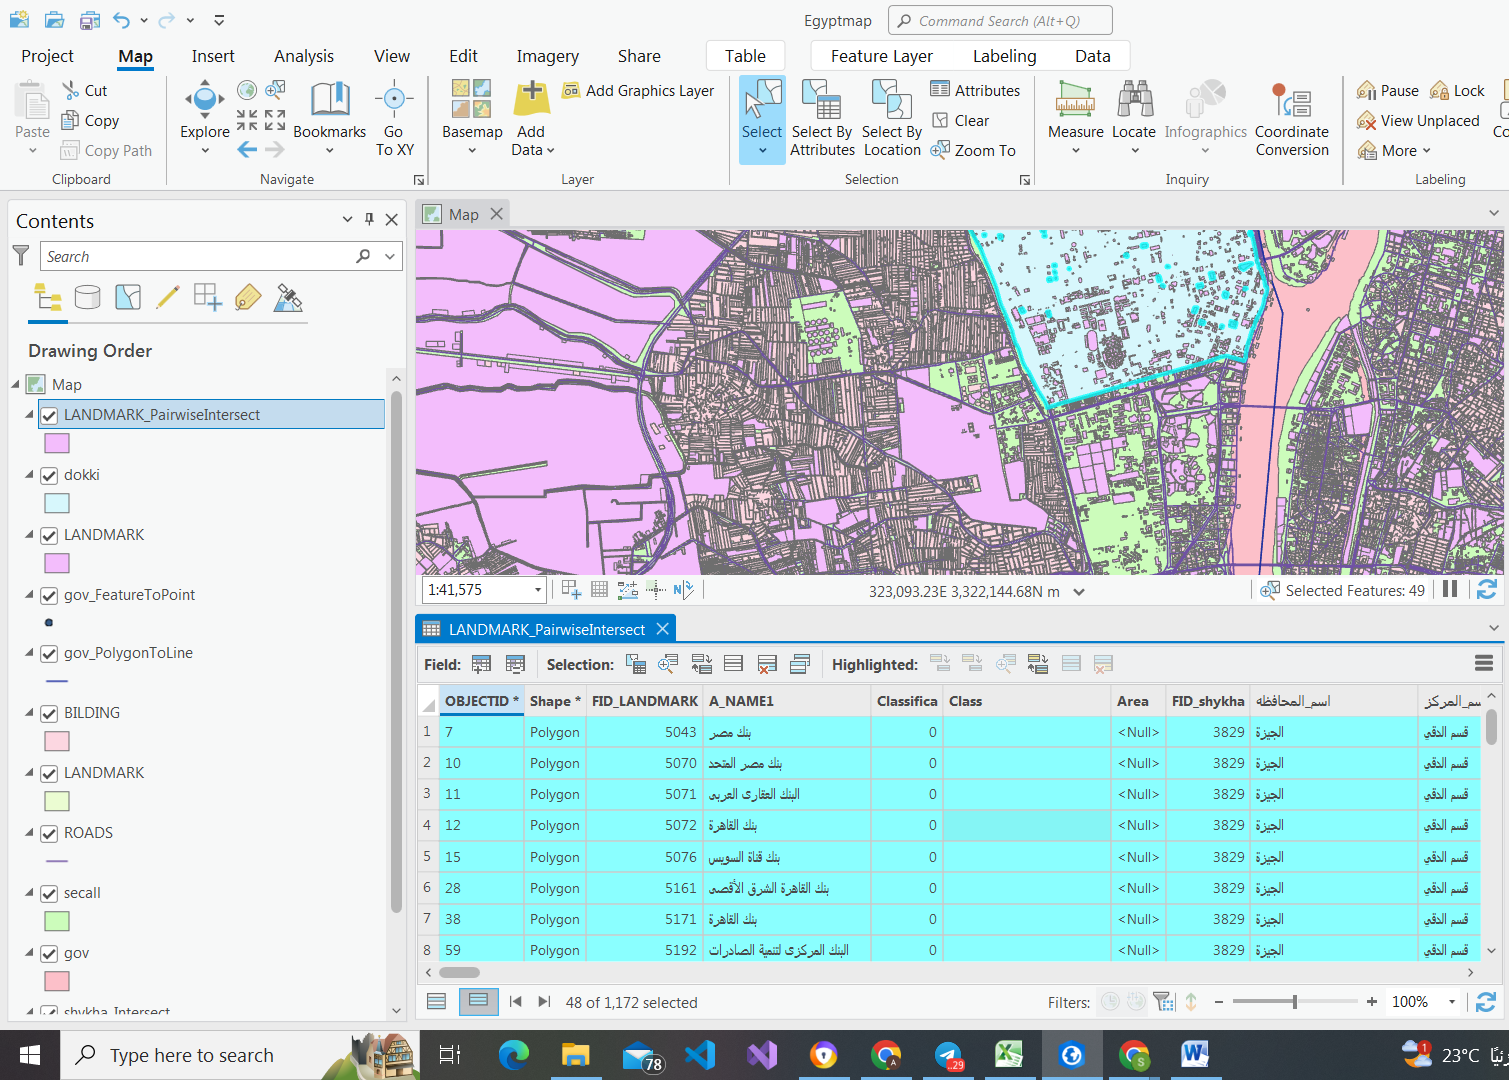 Egyptmap
Command Search (Alt+Q)
Project Map Insert Analysis View Edit Imagery Share Table Feature Layer Labeling Data
Paste
Cut
Copy
Copy Path
Clipboard
Explore
Bookmarks
Go
To XY
Navigate
Basemap
Add
Data
Add Graphics Layer
Layer
Select
Select By
Attributes
Select By
Location
Attributes
Clear
Zoom To
Selection
Measure
Locate
Infographics
Coordinate
Conversion
Inquiry
Pause
Lock
View Unplaced
More
Labeling
Contents
Search
Drawing Order
Map
LANDMARK_PairwiseIntersect
dokki
LANDMARK
gov_FeatureToPoint
gov_PolygonToLine
BILDING
LANDMARK
ROADS
secall
gov
shykha_Intersect
Map
1:41,575
323,093.23E 3,322,144.68N m
Selected Features: 49
LANDMARK_PairwiseIntersect
Field: Selection: Highlighted:
OBJECTID * Shape * FID_LANDMARK A_NAME1 Classifica Class Area FID_shykha اسم_المحافظه سم_المركز
1 7 Polygon 5043 بنك مصر 0 <Null> 3829 الجيزة قسم الدقي
2 10 Polygon 5070 بنك مصر المتحد 0 <Null> 3829 الجيزة قسم الدقي
3 11 Polygon 5071 البنك العقارى العربى 0 <Null> 3829 الجيزة قسم الدقي
4 12 Polygon 5072 بنك القاهرة 0 <Null> 3829 الجيزة قسم الدقي
5 15 Polygon 5076 بنك قناة السويس 0 <Null> 3829 الجيزة قسم الدقي
6 28 Polygon 5161 بنك القاهرة الشرق الأقصى 0 <Null> 3829 الجيزة قسم الدقي
7 38 Polygon 5171 بنك القاهرة 0 <Null> 3829 الجيزة قسم الدقي
8 59 Polygon 5192 البنك المركزى لتنمية الصادرات 0 <Null> 3829 الجيزة قسم الدقي
48 of 1,172 selected
Filters:
100%
Type here to search
78
29
1
23°C